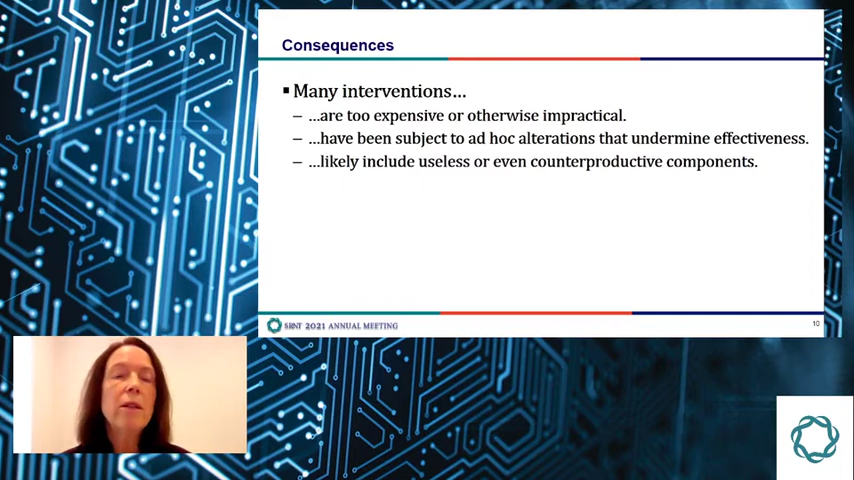 Consequences
▪ Many interventions…
– …are too expensive or otherwise impractical.
– …have been subject to ad hoc alterations that undermine effectiveness.
– …likely include useless or even counterproductive components.
SRNT 2021 ANNUAL MEETING
10